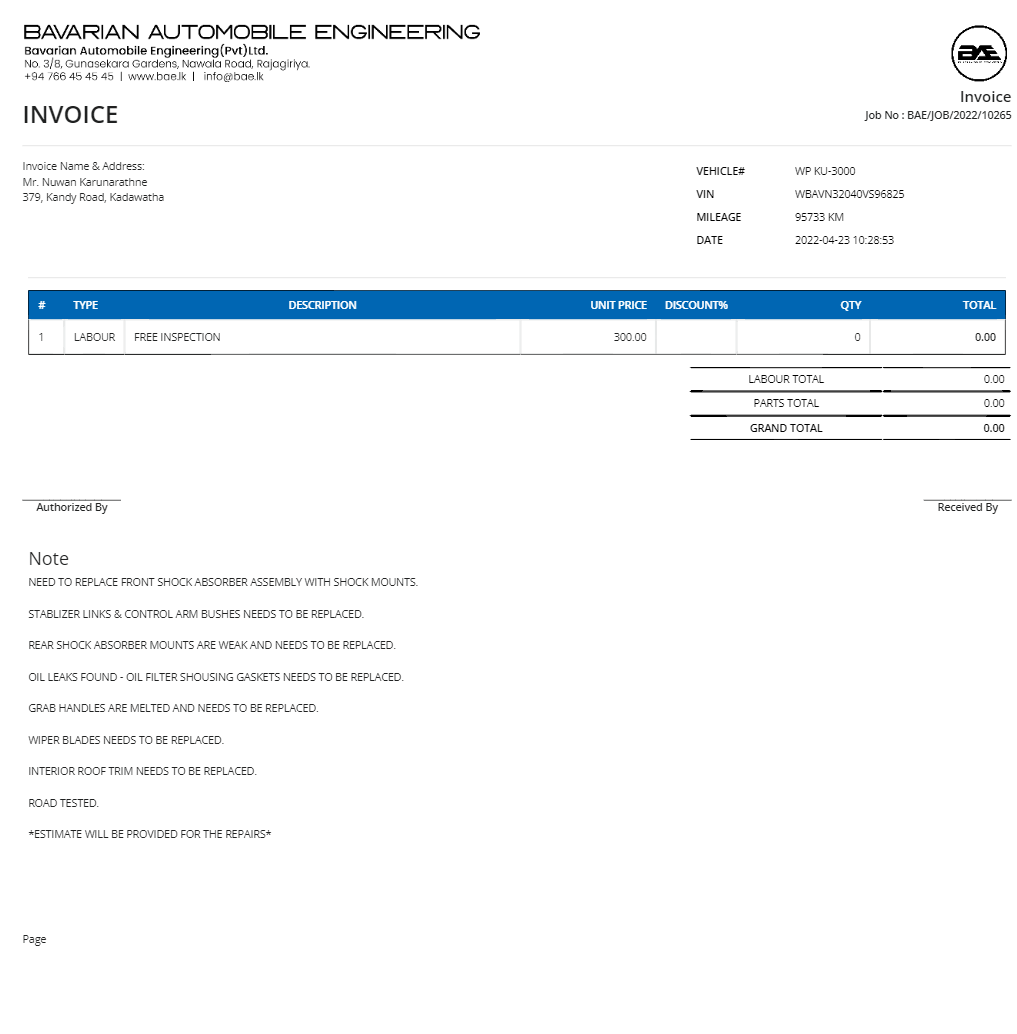 BAVARIAN AUTOMOBILE ENGINEERING
Bavarian Automobile Engineering(Pvt)Ltd.
No. 3/8, Gunasekara Gardens, Nawala Road, Rajagiriya.
+94 766 45 45 45 | www.bae.lk | info@bae.lk
BAE
Invoice
INVOICE
Job No : BAE/JOB/2022/10265
Invoice Name & Address:
Mr. Nuwan Karunarathne
379, Kandy Road, Kadawatha
VEHICLE# WP KU-3000
VIN WBAVN32040VS96825
MILEAGE 95733 KM
DATE 2022-04-23 10:28:53
# TYPE DESCRIPTION UNIT PRICE DISCOUNT% QTY TOTAL
1 LABOUR FREE INSPECTION 300.00 0 0.00
LABOUR TOTAL 0.00
PARTS TOTAL 0.00
GRAND TOTAL 0.00
Authorized By Received By
Note
NEED TO REPLACE FRONT SHOCK ABSORBER ASSEMBLY WITH SHOCK MOUNTS.
STABLIZER LINKS & CONTROL ARM BUSHES NEEDS TO BE REPLACED.
REAR SHOCK ABSORBER MOUNTS ARE WEAK AND NEEDS TO BE REPLACED.
OIL LEAKS FOUND - OIL FILTER SHOUSING GASKETS NEEDS TO BE REPLACED.
GRAB HANDLES ARE MELTED AND NEEDS TO BE REPLACED.
WIPER BLADES NEEDS TO BE REPLACED.
INTERIOR ROOF TRIM NEEDS TO BE REPLACED.
ROAD TESTED.
*ESTIMATE WILL BE PROVIDED FOR THE REPAIRS*
Page